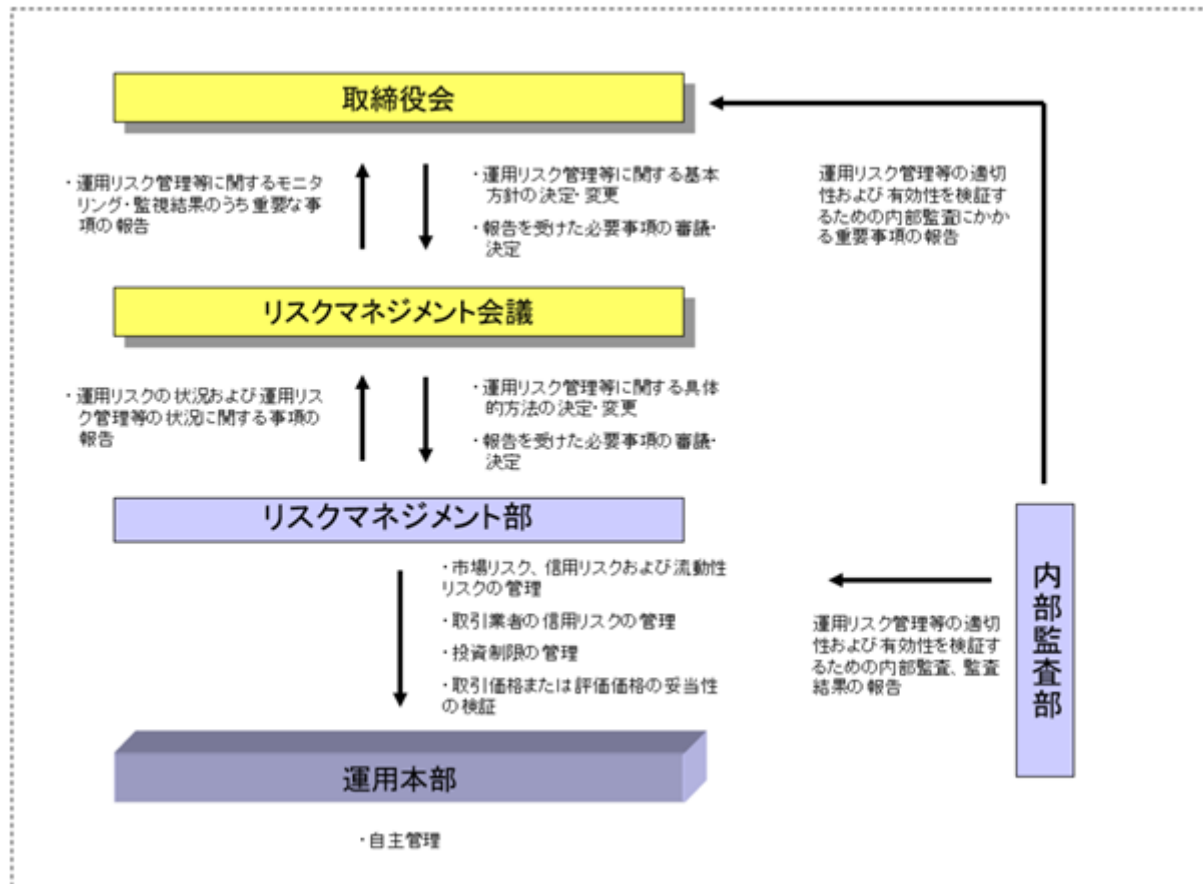 取締役会
・運用リスク管理等に関するモニタ
リング・監視結果のうち重要な事
項の報告
・運用リスク管理等に関する基本
方針の決定・変更
・報告を受けた必要事項の審議・
決定
運用リスク管理等の適切
性および有効性を検証す
るための内部監査にかか
る重要事項の報告
リスクマネジメント会議
・運用リスクの状況および運用リス
ク管理等の状況に関する事項の
報告
・運用リスク管理等に関する具体
的方法の決定・変更
・報告を受けた必要事項の審議・
決定
リスクマネジメント部
・市場リスク、信用リスクおよび流動性
リスクの管理
・取引業者の信用リスクの管理
・投資制限の管理
・取引価格または評価価格の妥当性
の検証
運用リスク管理等の適切
性および有効性を検証す
るための内部監査、監査
結果の報告
内部監査部
運用本部
・自主管理